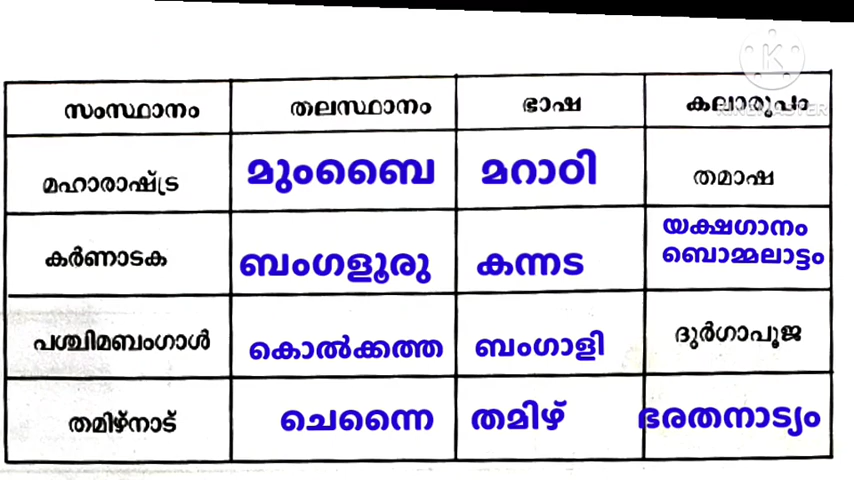 KINEMASTER
സംസ്ഥാനം തലസ്ഥാനം ഭാഷ കലാരൂപം
മഹാരാഷ്ട്ര മുംബൈ മറാഠി തമാഷ
കർണാടക ബംഗളൂരു കന്നട യക്ഷഗാനം
ബൊമ്മലാട്ടം
പശ്ചിമബംഗാൾ കൊൽക്കത്ത ബംഗാളി ദുർഗാപൂജ
തമിഴ്നാട് ചെന്നൈ തമിഴ് ഭരതനാട്യം